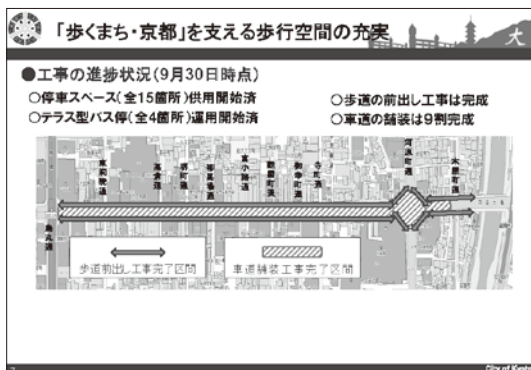 「歩くまち・京都」を支える歩行空間の充実
大
●工事の進捗状況(9月30日時点)
○停車スペース(全15箇所)供用開始済
○歩道の前出し工事は完成
○テラス型バス停(全4箇所)運用開始済
○車道の舗装は9割完成
烏丸通
東洞院通
高倉通
堺町通
柳馬場通
富小路通
麩屋町通
御幸町通
寺町通
河原町通
木屋町通
歩道前出し工事完了区間
車道舗装工事完了区間